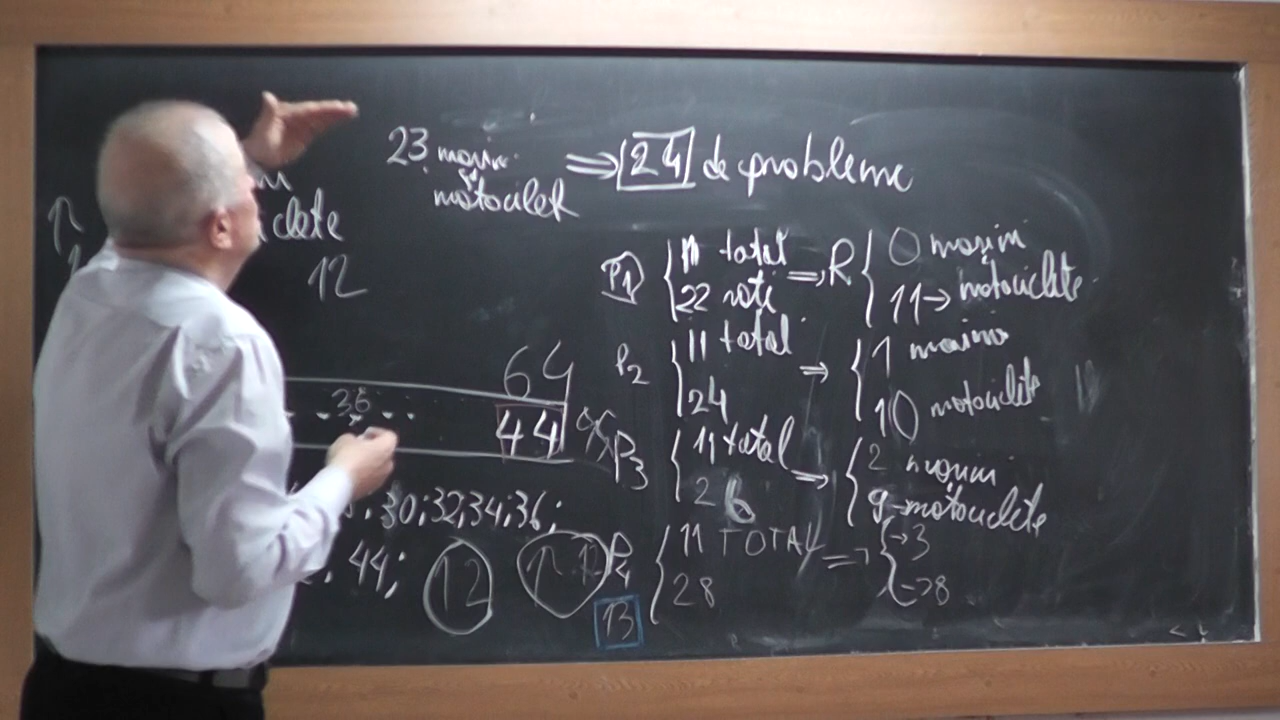 23 masini
și
motociclete
⇒ 24 de probleme
clete
12
P1 { 11 total
22 roți
⇒ R { 0 mașini
11 → motociclete
P2 { 11 total
24
⇒ { 1 mașină
10 motociclete
P3 { 11 total
26
⇒ { 2 mașini
9 motociclete
P4 { 11 TOTAL
28
⇒ { → 3
→ 8
64
36
44
30; 32; 34; 36;
44;
12
13